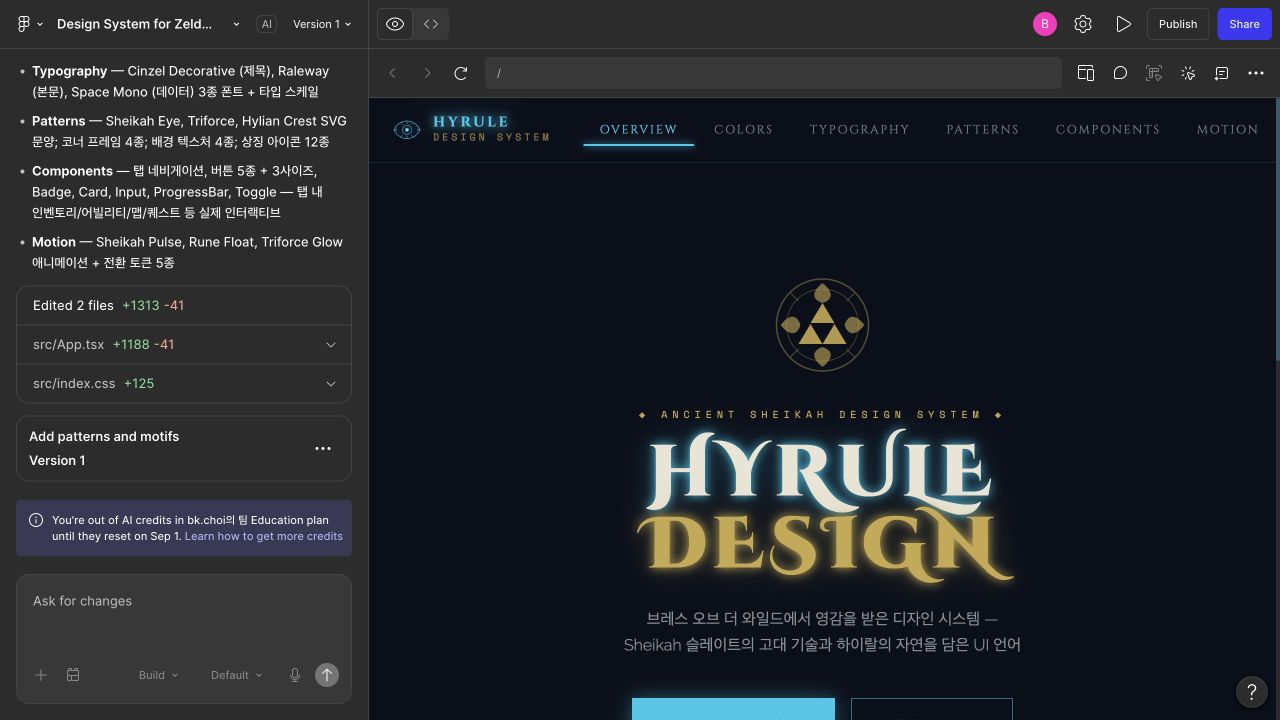 Design System for Zeld...
AI
Version 1
Typography — Cinzel Decorative (제목), Raleway
(본문), Space Mono (데이터) 3종 폰트 + 타입 스케일
Patterns — Sheikah Eye, Triforce, Hylian Crest SVG
문양; 코너 프레임 4종; 배경 텍스처 4종; 상징 아이콘 12종
Components — 탭 네비게이션, 버튼 5종 + 3사이즈,
Badge, Card, Input, ProgressBar, Toggle — 탭 내
인벤토리/어빌리티/맵/퀘스트 등 실제 인터랙티브
Motion — Sheikah Pulse, Rune Float, Triforce Glow
애니메이션 + 전환 토큰 5종
Edited 2 files +1313 -41
src/App.tsx +1188 -41
src/index.css +125
Add patterns and motifs
Version 1
You're out of AI credits in bk.choi의 팀 Education plan
until they reset on Sep 1. Learn how to get more credits
Ask for changes
Build
Default
B
Publish
Share
/
HYRULE
DESIGN SYSTEM
OVERVIEW
COLORS
TYPOGRAPHY
PATTERNS
COMPONENTS
MOTION
◆ ANCIENT SHEIKAH DESIGN SYSTEM ◆
HYRULE
DESIGN
브레스 오브 더 와일드에서 영감을 받은 디자인 시스템 —
Sheikah 슬레이트의 고대 기술과 하이랄의 자연을 담은 UI 언어
?